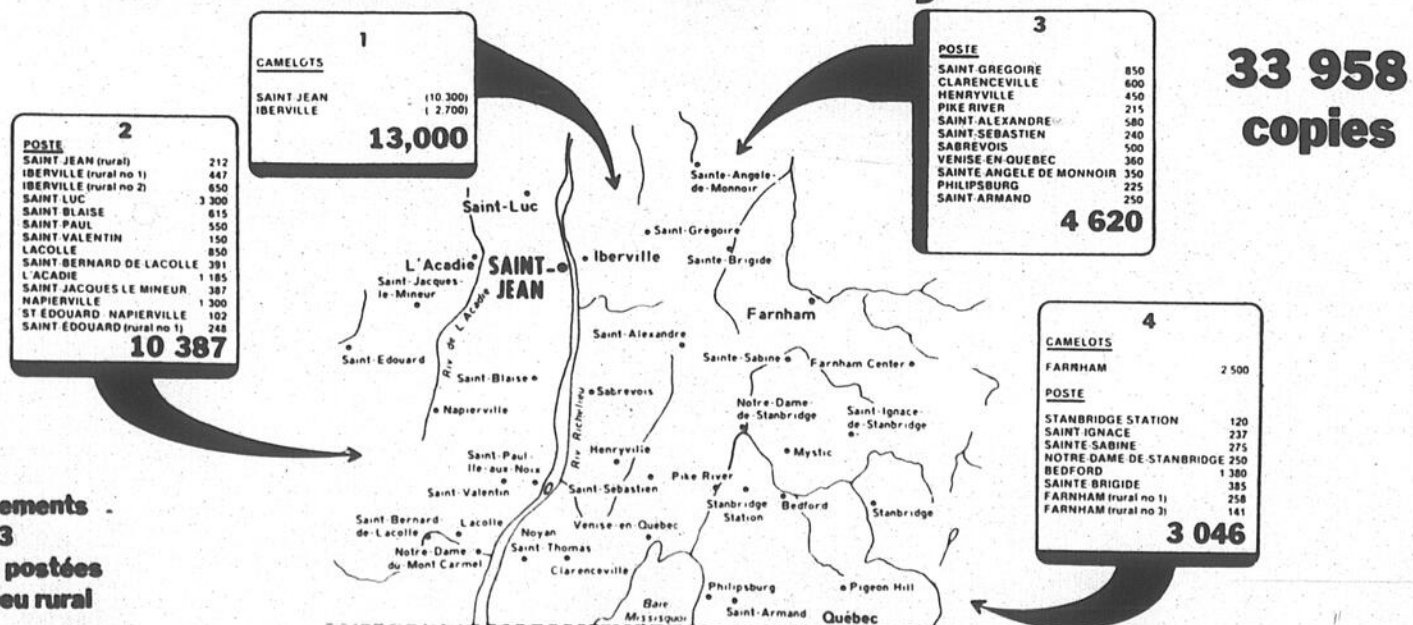 1
CAMELOTS
SAINT JEAN (10.300)
IBERVILLE ( 2.700)
13,000
2
POSTE
SAINT JEAN (rural) 212
IBERVILLE (rural no 1) 447
IBERVILLE (rural no 2) 650
SAINT-LUC 3 300
SAINT-BLAISE 615
SAINT-PAUL 550
SAINT-VALENTIN 150
LACOLLE 850
SAINT-BERNARD DE LACOLLE 391
L'ACADIE 1 185
SAINT-JACQUES LE MINEUR 387
NAPIERVILLE 1 300
ST-ÉDOUARD NAPIERVILLE 102
SAINT-ÉDOUARD (rural no 1) 248
10 387
3
POSTE
SAINT-GREGOIRE 850
CLARENCEVILLE 600
HENRYVILLE 450
PIKE RIVER 215
SAINT-ALEXANDRE 580
SAINT-SEBASTIEN 240
SABREVOIS 500
VENISE-EN-QUEBEC 360
SAINTE ANGELE DE MONNOIR 350
PHILIPSBURG 225
SAINT-ARMAND 250
4 620
33 958
copies
4
CAMELOTS
FARNHAM 2 500
POSTE
STANBRIDGE STATION 120
SAINT IGNACE 237
SAINTE-SABINE 275
NOTRE-DAME-DE-STANBRIDGE 250
BEDFORD 1 380
SAINTE BRIGIDE 385
FARNHAM (rural no 1) 258
FARNHAM (rural no 3) 141
3 046
Sainte-Angele-
de-Monnoir
Saint-Luc
Saint-Grégoire
L'Acadie
SAINT-
JEAN
Iberville
Sainte-Brigide
Saint-Jacques-
le-Mineur
Riv de L'Acadie
Farnham
Saint-Alexandre
Saint-Edouard
Sainte-Sabine
Farnham Center
Saint-Blaise
Sabrevois
Riv Richelieu
Napierville
Notre-Dame-
de-Stanbridge
Saint-Ignace-
de-Stanbridge
Saint-Paul-
Ile-aux-Noix
Henryville
Mystic
Saint-Valentin
Saint-Sébastien
Pike River
Stanbridge
Station
Bedford
Stanbridge
Saint-Bernard-
de-Lacolle
Lacolle
Noyan
Venise-en-Québec
Notre-Dame
du-Mont Carmel
Saint-Thomas
Clarenceville
Philipsburg
Pigeon Hill
Baie
Missisquoi
Saint-Armand
Québec
ements
3
postées
eu rural